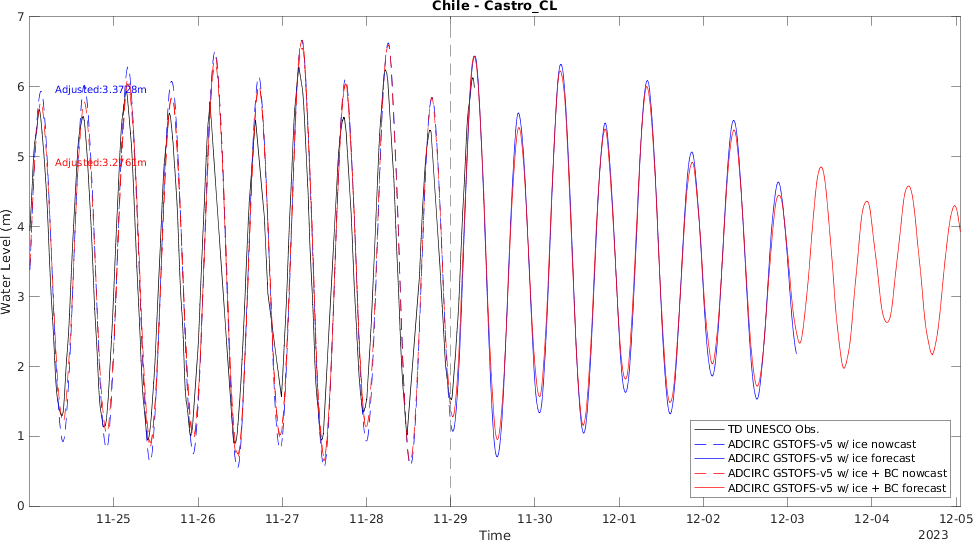 Chile - Castro_CL
7
6
5
4
3
2
1
0
Water Level (m)
Adjusted:3.3728m
Adjusted:3.2761m
TD UNESCO Obs.
ADCIRC GSTOFS-v5 w/ ice nowcast
ADCIRC GSTOFS-v5 w/ ice forecast
ADCIRC GSTOFS-v5 w/ ice + BC nowcast
ADCIRC GSTOFS-v5 w/ ice + BC forecast
11-25
11-26
11-27
11-28
11-29
11-30
12-01
12-02
12-03
12-04
12-05
Time
2023